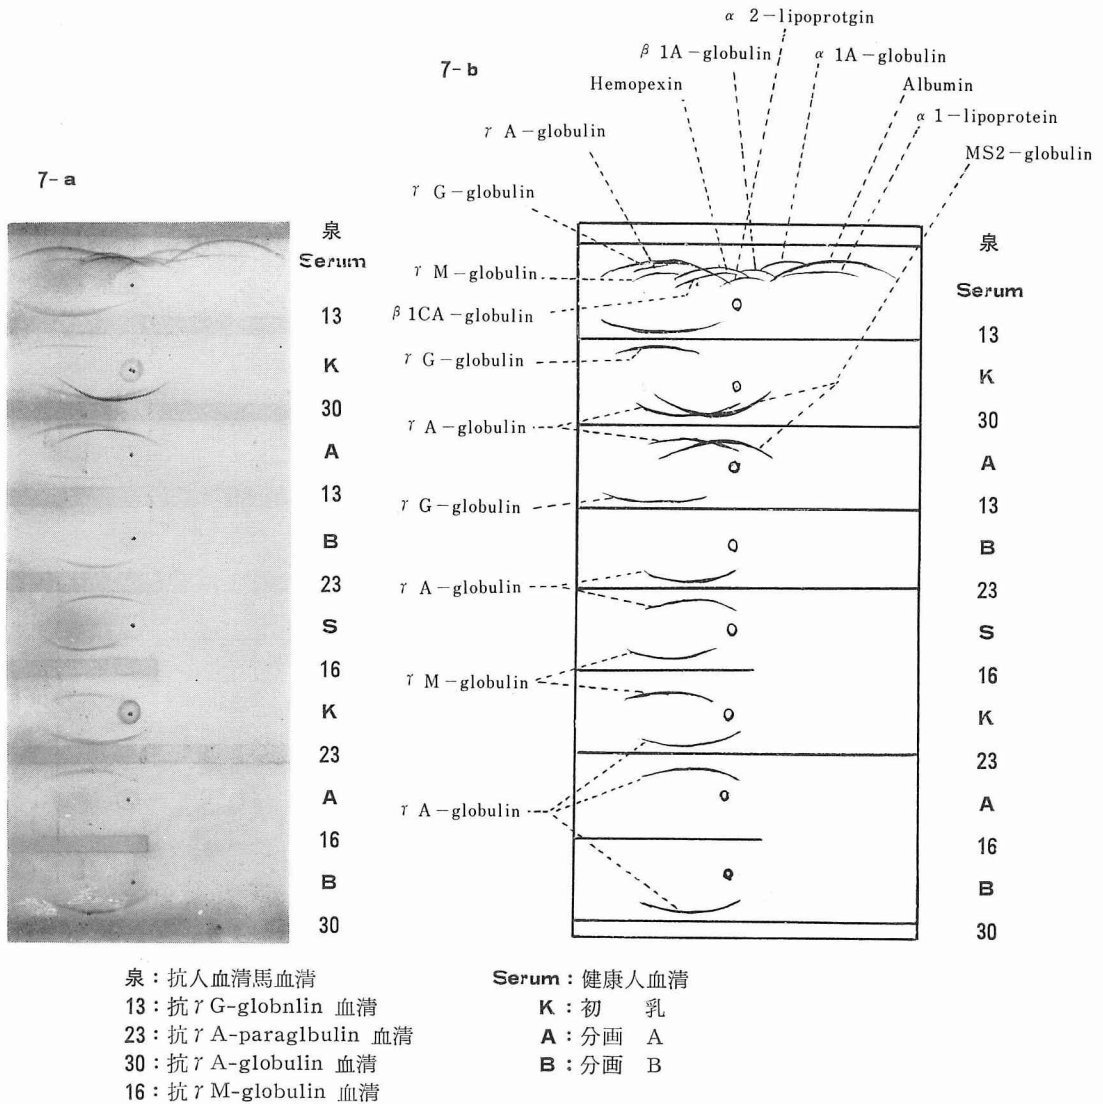 7-a
泉
Serum
13
K
30
A
13
B
23
S
16
K
23
A
16
B
30
7-b
α 2-lipoprotgin
β 1A-globulin
α 1A-globulin
Hemopexin
Albumin
α 1-lipoprotein
γ A-globulin
MS2-globulin
γ G-globulin
γ M-globulin
β 1CA-globulin
γ G-globulin
γ A-globulin
γ G-globulin
γ A-globulin
γ M-globulin
γ A-globulin
泉
Serum
13
K
30
A
13
B
23
S
16
K
23
A
16
B
30
泉:抗人血清馬血清
13:抗γG-globnlin 血清
23:抗γA-paraglbulin 血清
30:抗γA-globulin 血清
16:抗γM-globulin 血清
Serum:健康人血清
K:初 乳
A:分画 A
B:分画 B